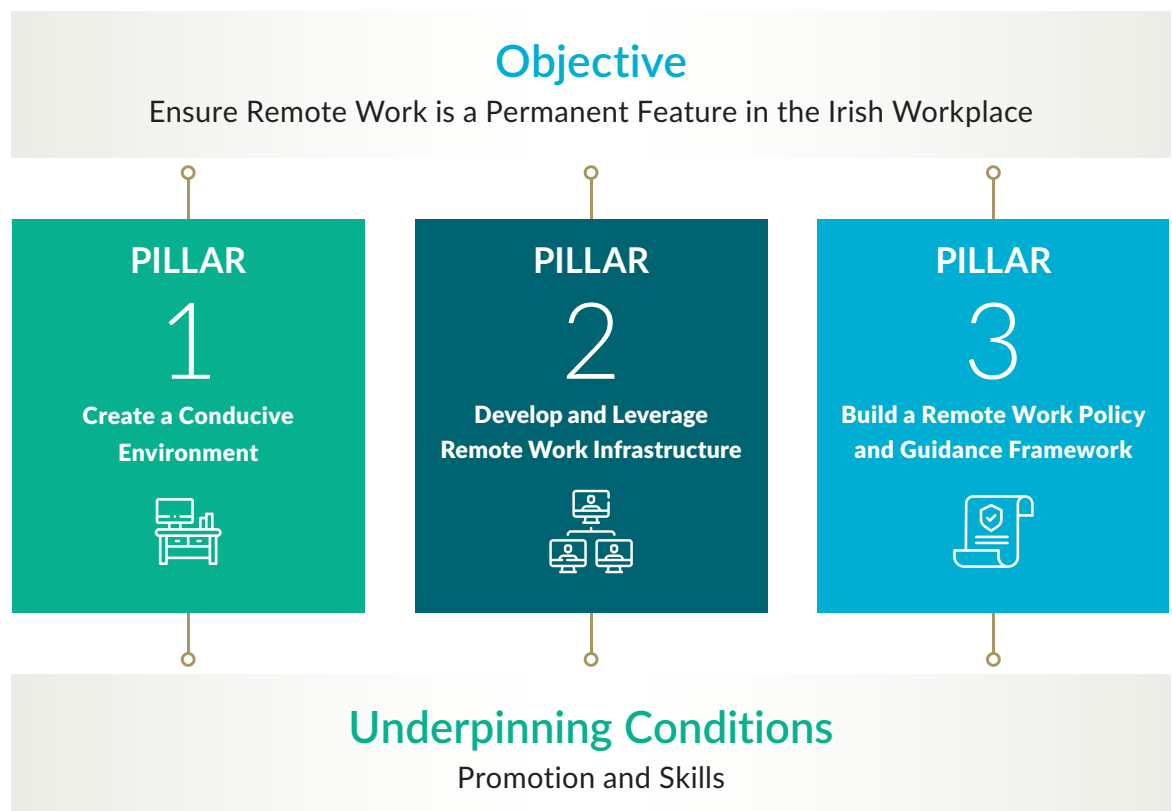 Objective
Ensure Remote Work is a Permanent Feature in the Irish Workplace
PILLAR
1
Create a Conducive
Environment
PILLAR
2
Develop and Leverage
Remote Work Infrastructure
PILLAR
3
Build a Remote Work Policy
and Guidance Framework
Underpinning Conditions
Promotion and Skills